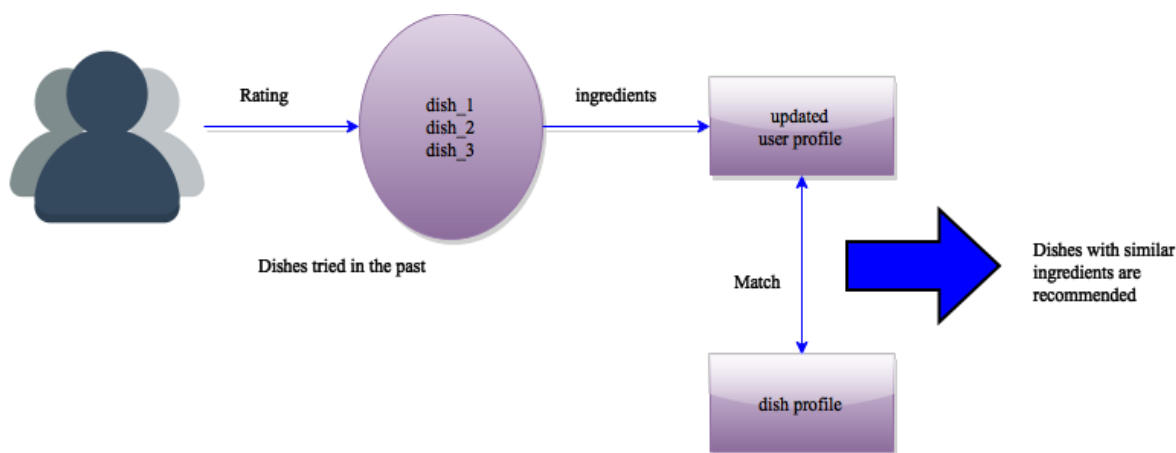 Rating
dish_1
dish_2
dish_3
Dishes tried in the past
ingredients
updated
user profile
Match
dish profile
Dishes with similar
ingredients are
recommended